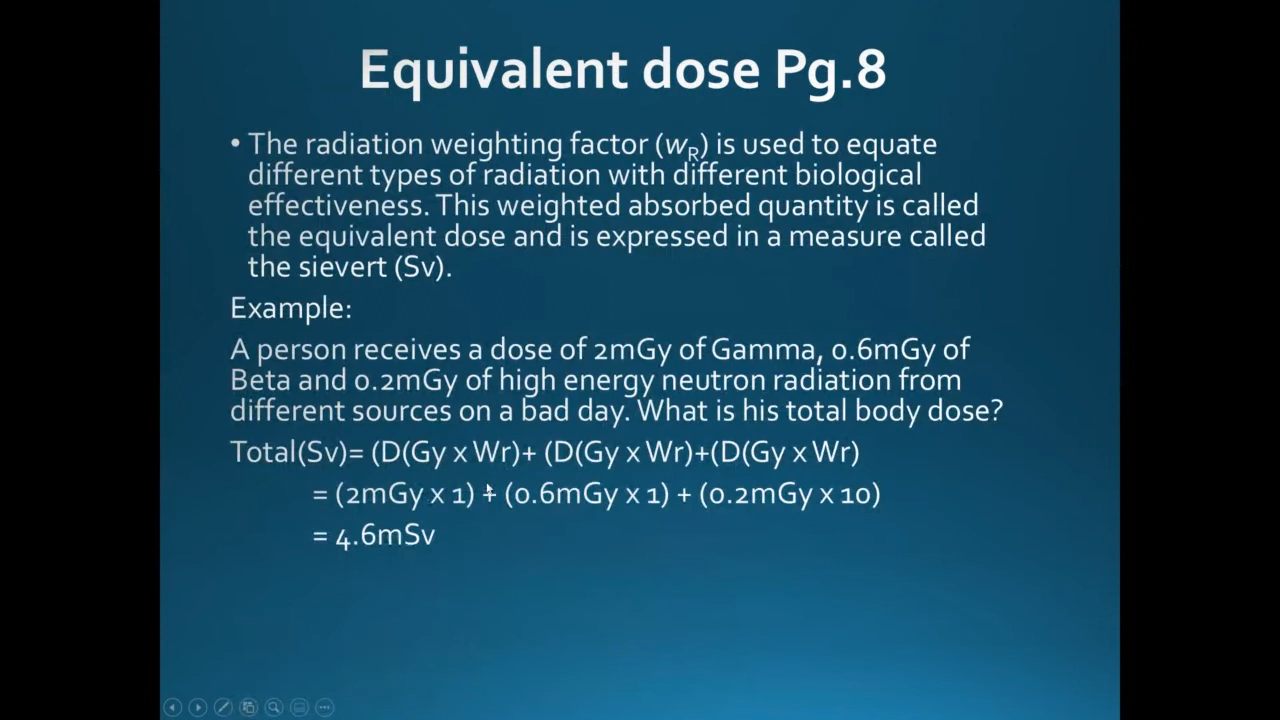 Equivalent dose Pg.8
• The radiation weighting factor (wR) is used to equate
different types of radiation with different biological
effectiveness. This weighted absorbed quantity is called
the equivalent dose and is expressed in a measure called
the sievert (Sv).
Example:
A person receives a dose of 2mGy of Gamma, 0.6mGy of
Beta and 0.2mGy of high energy neutron radiation from
different sources on a bad day. What is his total body dose?
Total(Sv)= (D(Gy x Wr)+ (D(Gy x Wr)+(D(Gy x Wr)
= (2mGy x 1) + (0.6mGy x 1) + (0.2mGy x 10)
= 4.6mSv